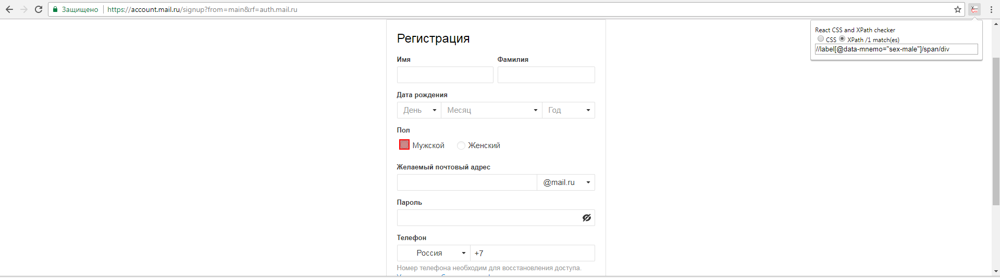 Защищено https://account.mail.ru/signup?from=main&rf=auth.mail.ru
React CSS and XPath checker
CSS XPath /1 match(es)
//label[@data-mnemo="sex-male"]/span/div
Регистрация
Имя Фамилия
Дата рождения
День Месяц Год
Пол
Мужской Женский
Желаемый почтовый адрес
@mail.ru
Пароль
Телефон
Россия +7
Номер телефона необходим для восстановления доступа.